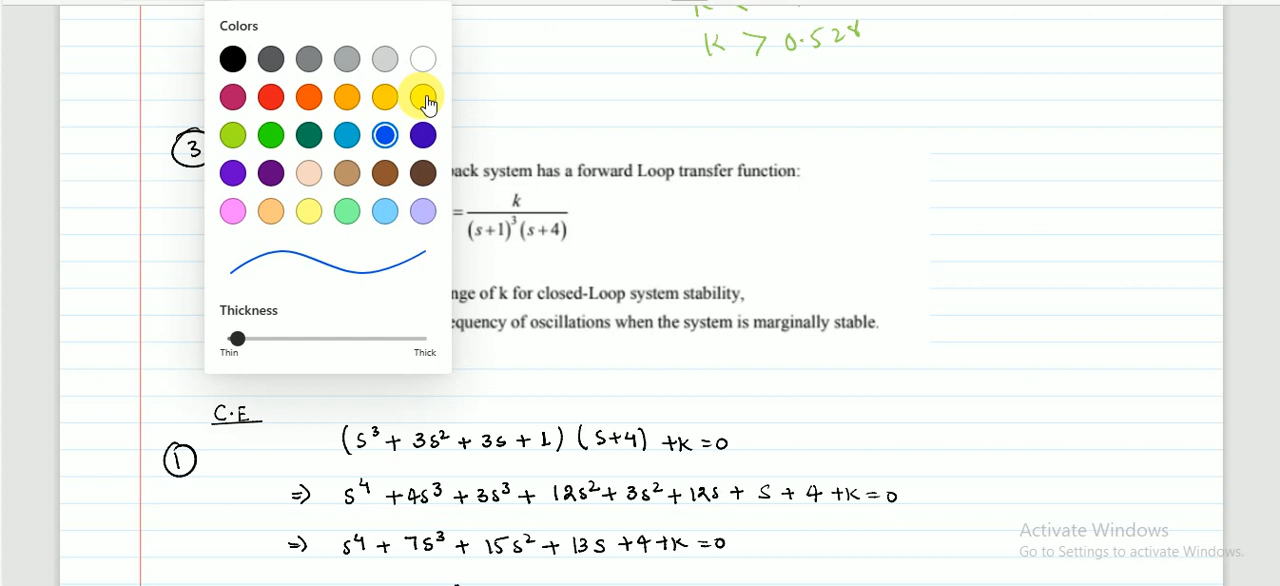 K > 0.528
Colors
3
ack system has a forward Loop transfer function:
= k / (s+1)³(s+4)
nge of k for closed-Loop system stability,
equency of oscillations when the system is marginally stable.
Thickness
Thin Thick
C.E
1 (s³ + 3s² + 3s + 1) (s+4) + K = 0
=> s⁴ + 4s³ + 3s³ + 12s² + 3s² + 12s + s + 4 + K = 0
=> s⁴ + 7s³ + 15s² + 13s + 4 + K = 0
Activate Windows
Go to Settings to activate Windows.